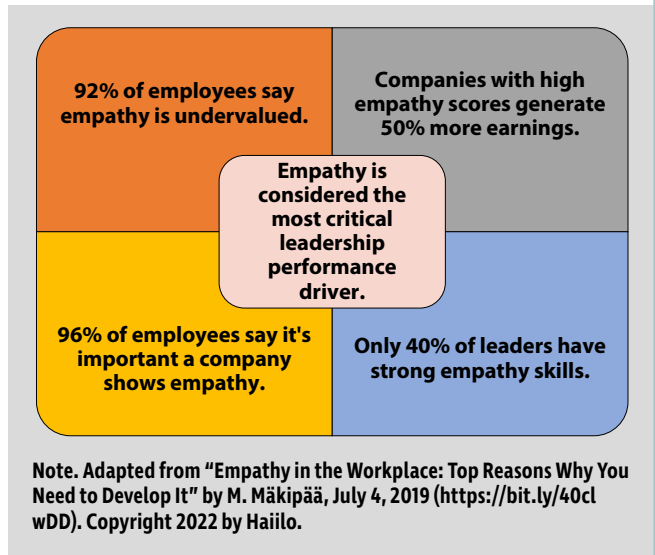 92% of employees say
empathy is undervalued.
Companies with high
empathy scores generate
50% more earnings.
Empathy is
considered the
most critical
leadership
performance
driver.
96% of employees say it's
important a company
shows empathy.
Only 40% of leaders have
strong empathy skills.
Note. Adapted from “Empathy in the Workplace: Top Reasons Why You
Need to Develop It” by M. Mäkipää, July 4, 2019 (https://bit.ly/40cl
wDD). Copyright 2022 by Haiilo.